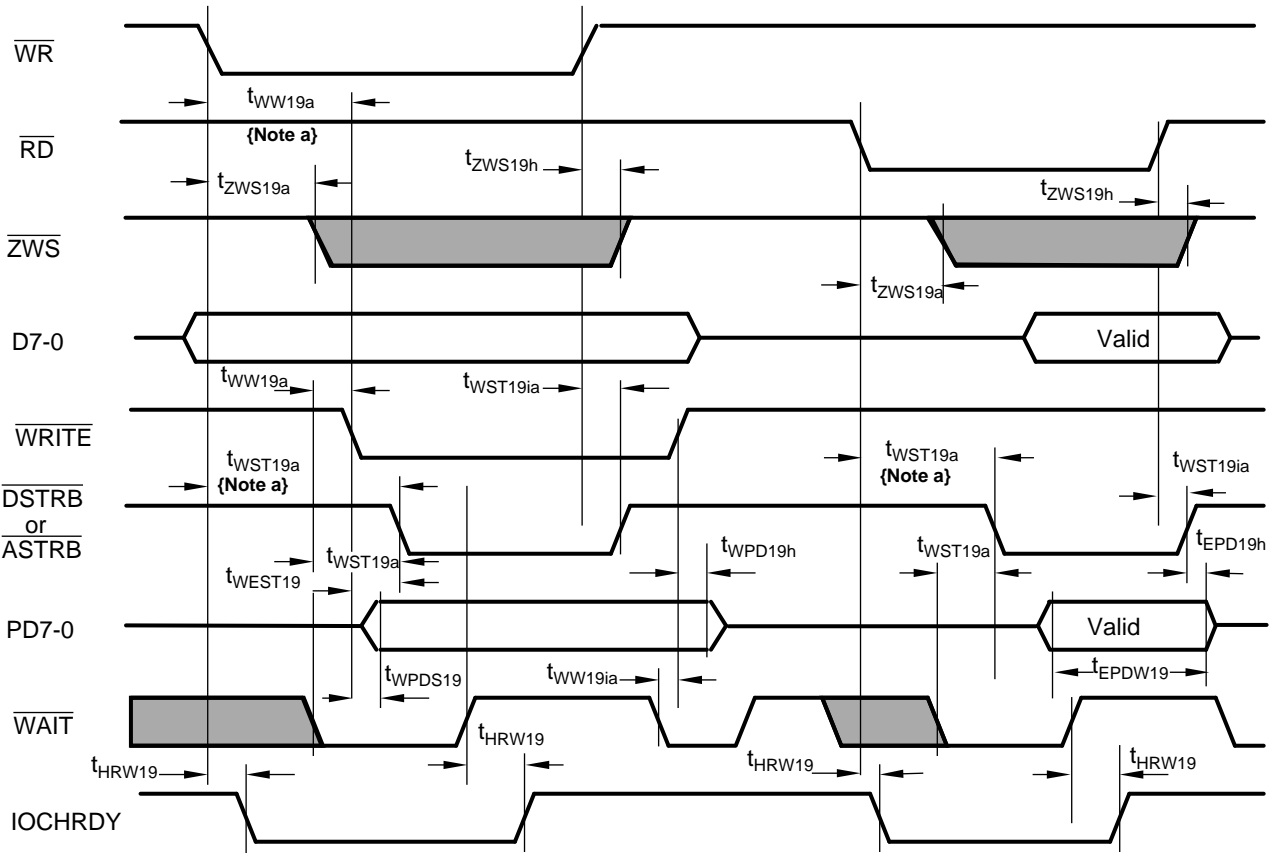 WR
tWW19a
{Note a}
RD
tZWS19h
tZWS19a
tZWS19h
ZWS
tZWS19a
D7-0
Valid
tWW19a
tWST19ia
WRITE
tWST19a
{Note a}
tWST19a
{Note a}
tWST19ia
DSTRB
or
ASTRB
tWST19a
tWPD19h
tWST19a
tEPD19h
tWEST19
PD7-0
Valid
tWPDS19
tWW19ia
tEPDW19
WAIT
tHRW19
tHRW19
tHRW19
tHRW19
IOCHRDY